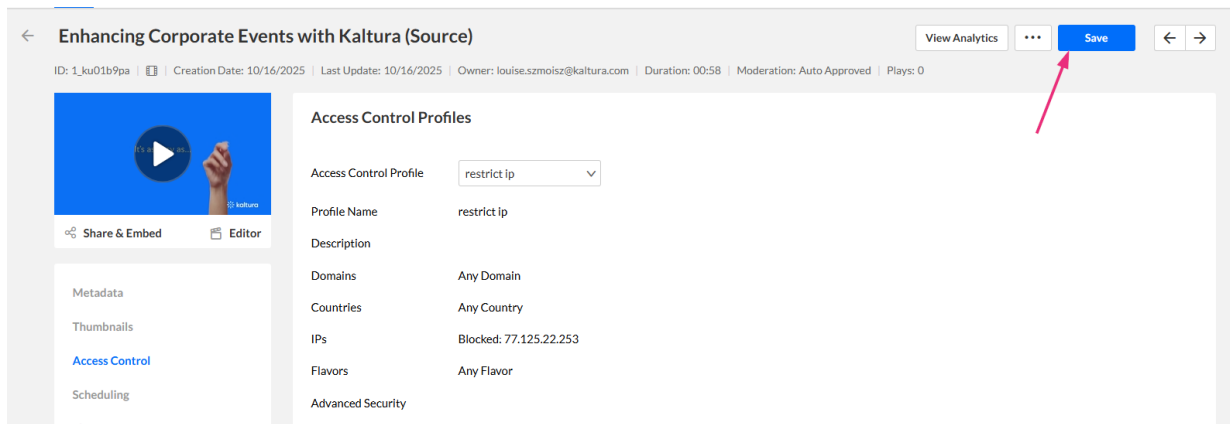 Enhancing Corporate Events with Kaltura (Source)
View Analytics
•••
Save
ID: 1_ku01b9pa | Creation Date: 10/16/2025 | Last Update: 10/16/2025 | Owner: louise.szmoisz@kaltura.com | Duration: 00:58 | Moderation: Auto Approved | Plays: 0
kaltura
Share & Embed
Editor
Metadata
Thumbnails
Access Control
Scheduling
Access Control Profiles
Access Control Profile restrict ip
Profile Name restrict ip
Description
Domains Any Domain
Countries Any Country
IPs Blocked: 77.125.22.253
Flavors Any Flavor
Advanced Security